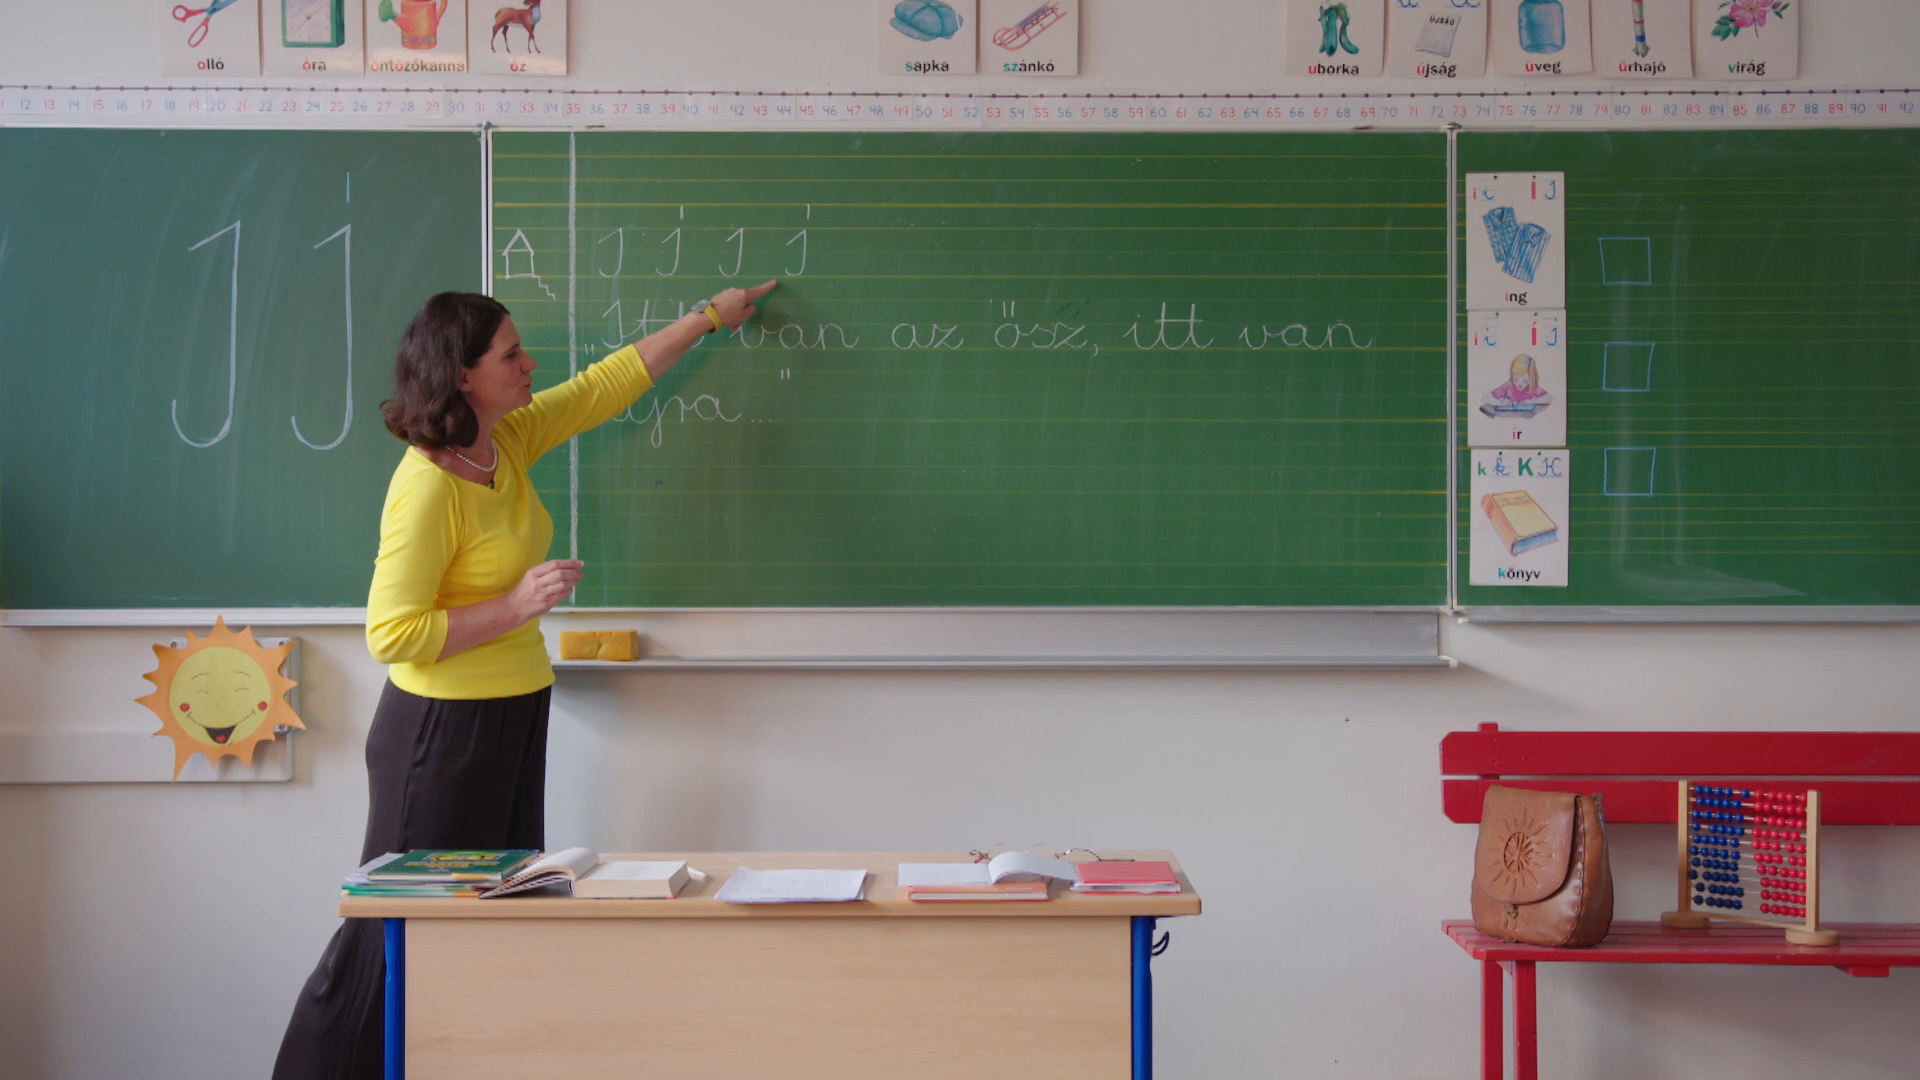 olló óra öntözőkanna őz sapka szánkó uborka újság üveg űrhajó virág
ÚJSÁG
12 13 14 15 16 17 18 19 20 21 22 23 24 25 26 27 28 29 30 31 32 33 34 35 36 37 38 39 40 41 42 43 44 45 46 47 48 49 50 51 52 53 54 55 56 57 58 59 60 61 62 63 64 65 66 67 68 69 70 71 72 73 74 75 76 77 78 79 80 81 82 83 84 85 86 87 88 89 90 91 92
I Í
I Í I Í
„Itt van az ősz, itt van
újra..."
i i I I
ing
í í Í Í
ír
k k K K
könyv